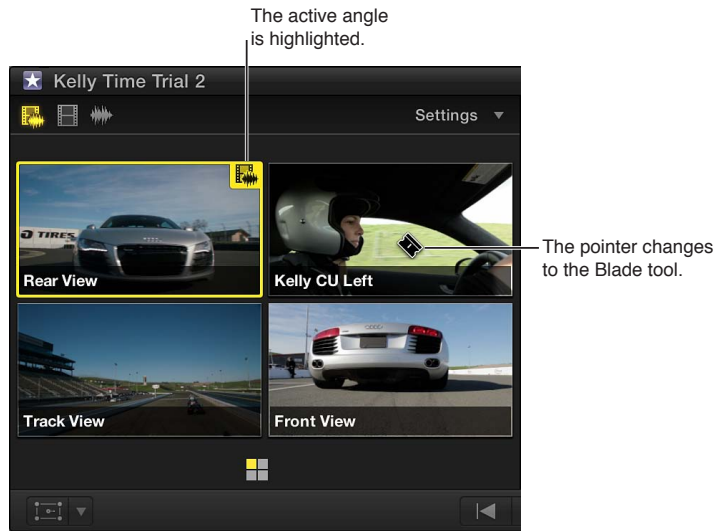 The active angle
is highlighted.
Kelly Time Trial 2
Settings
TIRES
Rear View
Kelly CU Left
The pointer changes
to the Blade tool.
Track View
Front View